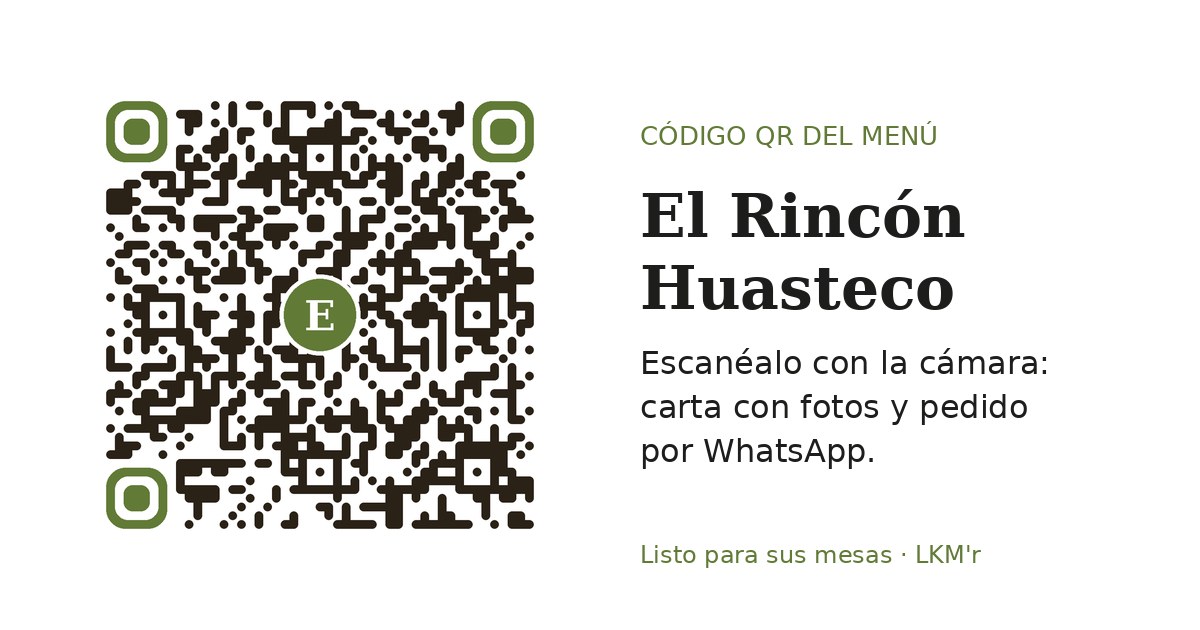 E
CÓDIGO QR DEL MENÚ
El Rincón
Huasteco
Escanéalo con la cámara:
carta con fotos y pedido
por WhatsApp.
Listo para sus mesas · LKM'r